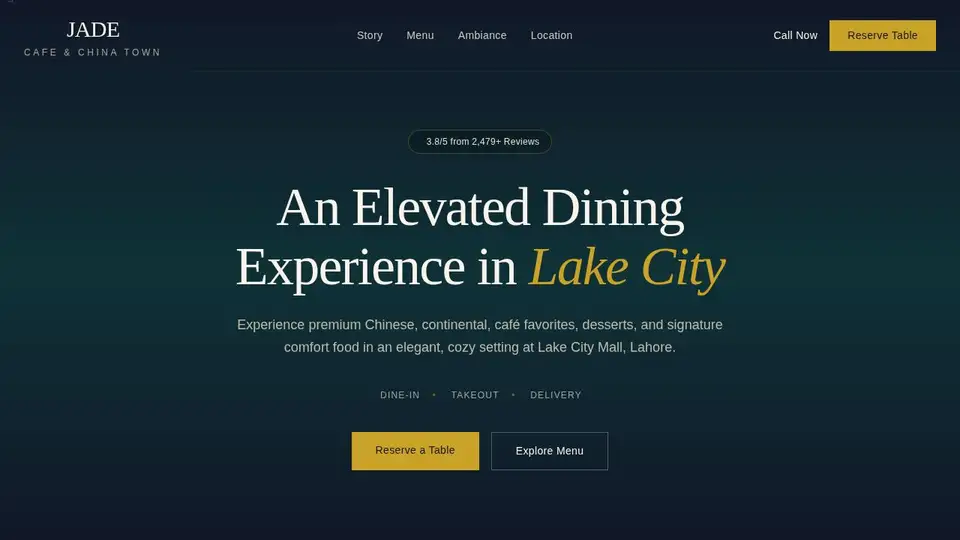 JADE
CAFE & CHINA TOWN
Story
Menu
Ambiance
Location
Call Now
Reserve Table
3.8/5 from 2,479+ Reviews
An Elevated Dining
Experience in Lake City
Experience premium Chinese, continental, café favorites, desserts, and signature
comfort food in an elegant, cozy setting at Lake City Mall, Lahore.
DINE-IN • TAKEOUT • DELIVERY
Reserve a Table
Explore Menu